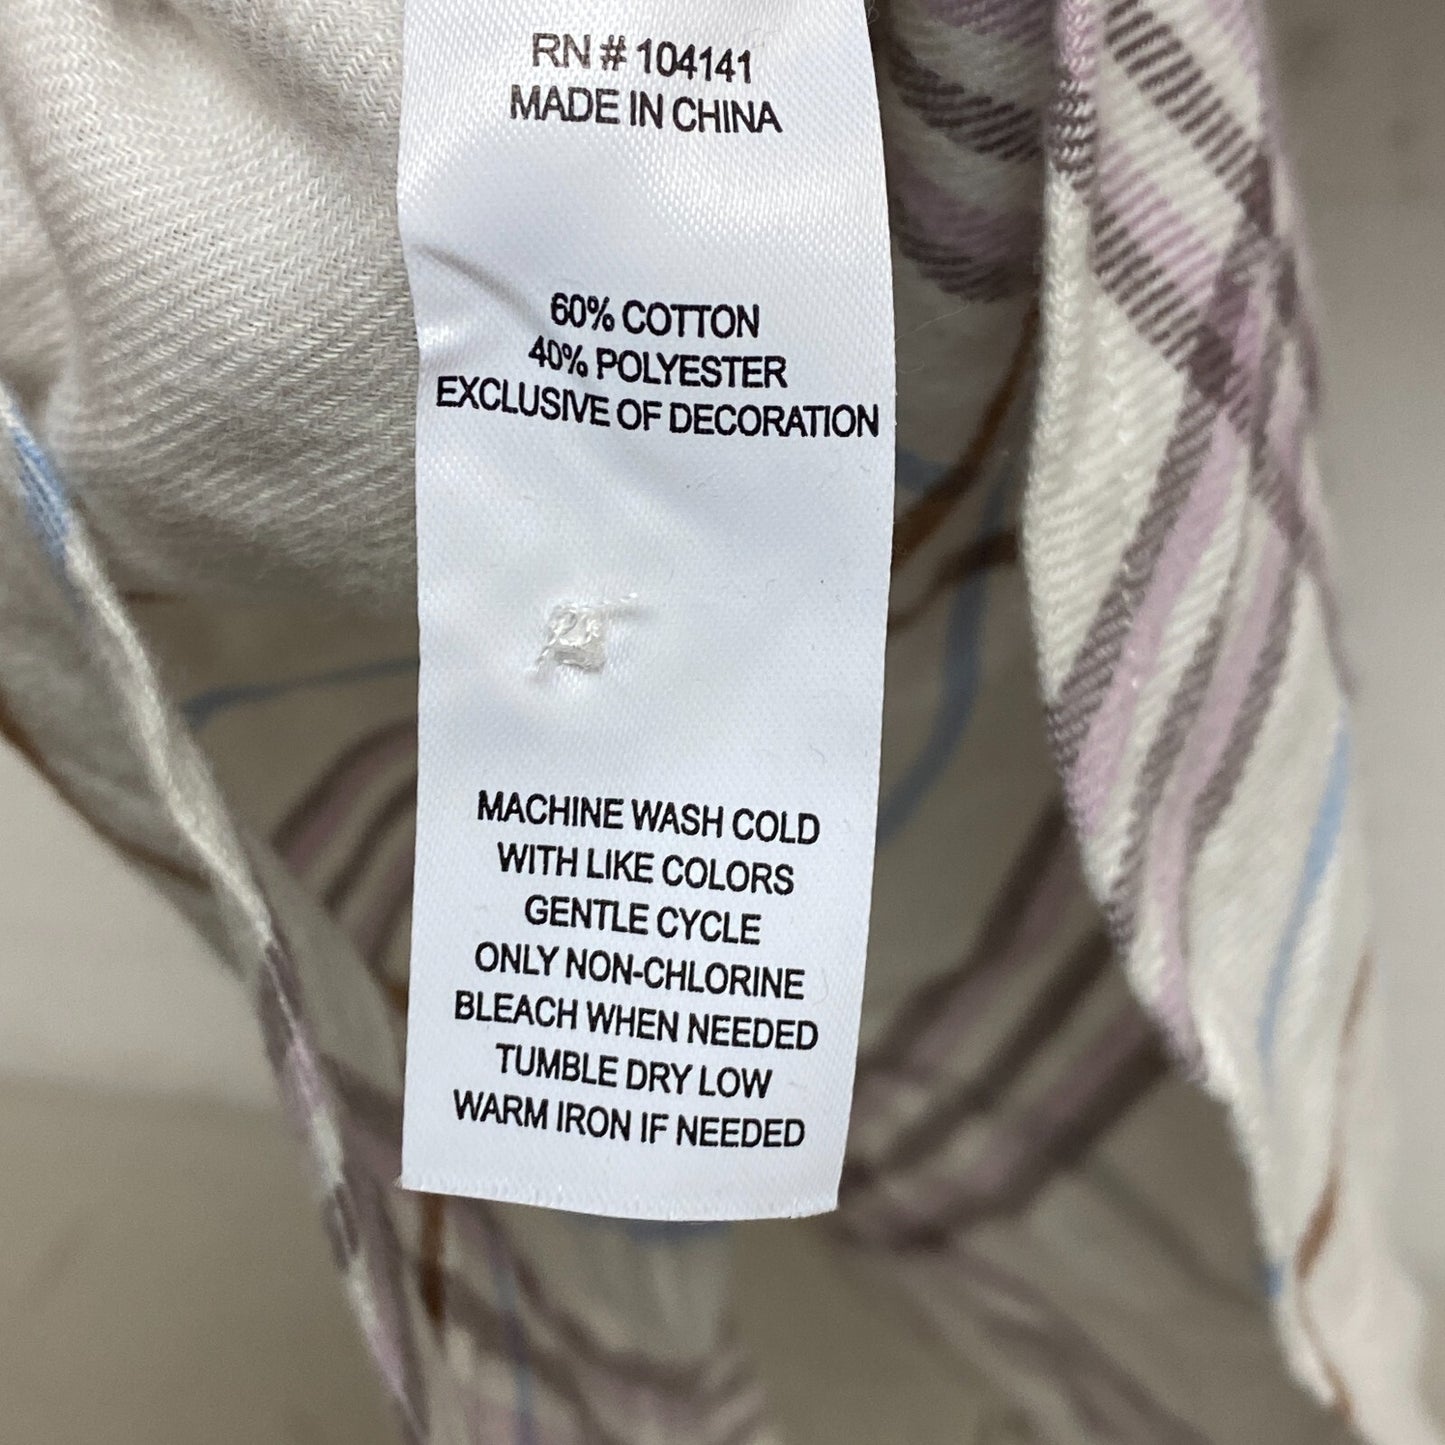 RN # 104141
MADE IN CHINA
60% COTTON
40% POLYESTER
EXCLUSIVE OF DECORATION
MACHINE WASH COLD
WITH LIKE COLORS
GENTLE CYCLE
ONLY NON-CHLORINE
BLEACH WHEN NEEDED
TUMBLE DRY LOW
WARM IRON IF NEEDED